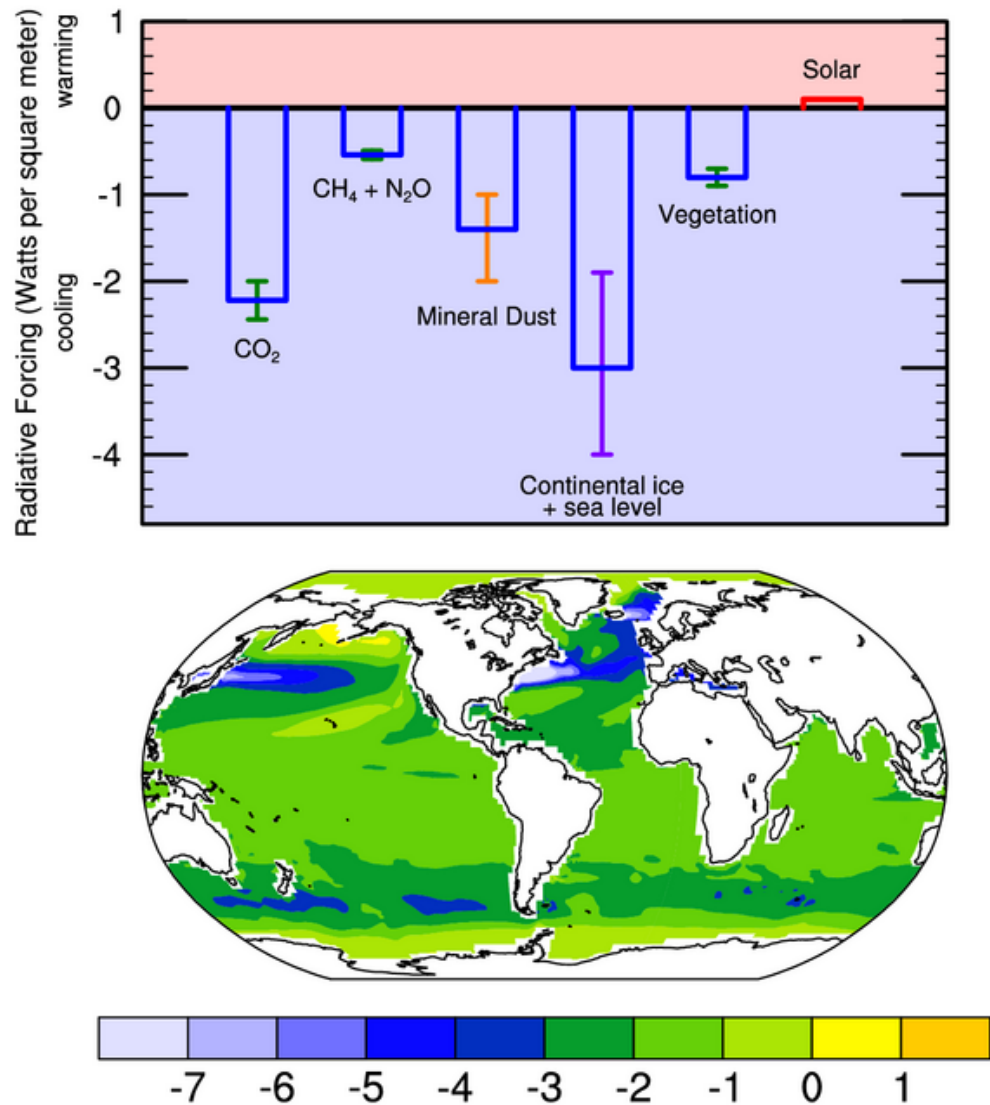 Radiative Forcing (Watts per square meter)
warming
cooling
1
0
-1
-2
-3
-4
Solar
CH₄ + N₂O
Vegetation
Mineral Dust
CO₂
Continental ice
+ sea level
-7 -6 -5 -4 -3 -2 -1 0 1